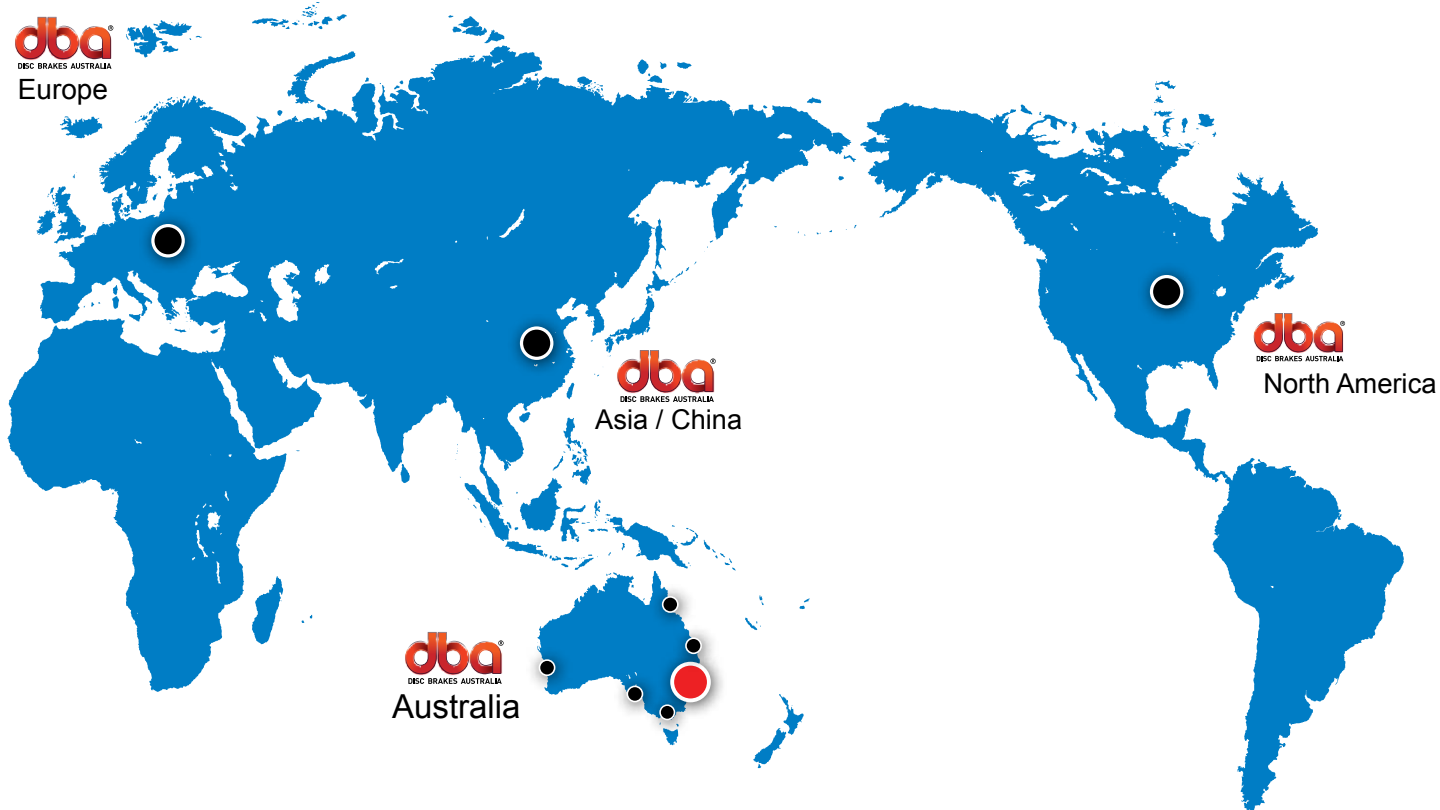 dba®
DISC BRAKES AUSTRALIA
Europe
dba®
DISC BRAKES AUSTRALIA
North America
dba®
DISC BRAKES AUSTRALIA
Asia / China
dba®
DISC BRAKES AUSTRALIA
Australia